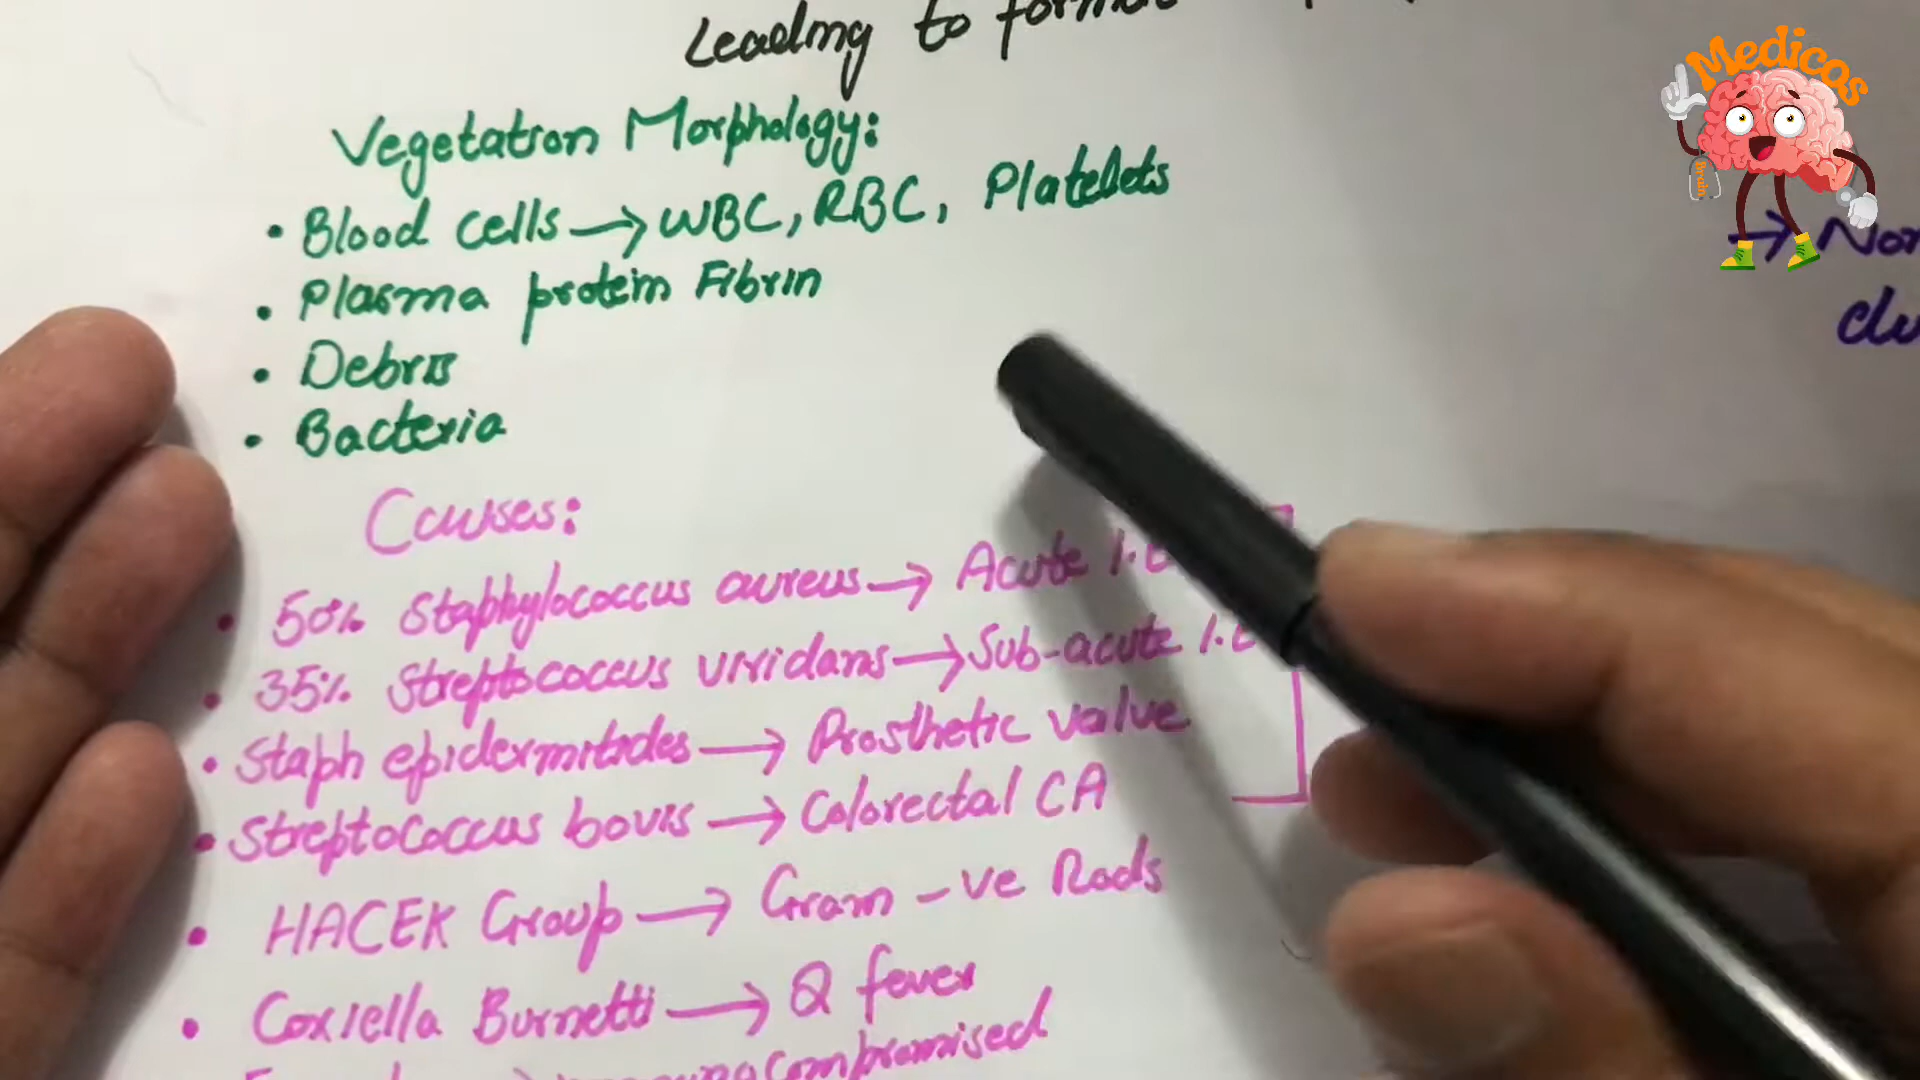 Leading to
Vegetation Morphology:
• Blood cells → WBC, RBC, Platelets
• Plasma protein Fibrin
• Debris
• Bacteria
Causes:
• 50% Staphylococcus aureus → Acute I.E
• 35% Streptococcus viridans → Sub-acute I.E
• Staph epidermitides → Prosthetic valve
• Streptococcus bovis → Colorectal CA
• HACEK Group → Gram -ve Rods
• Coxiella Burnetti → Q fever
Medicos
Brain